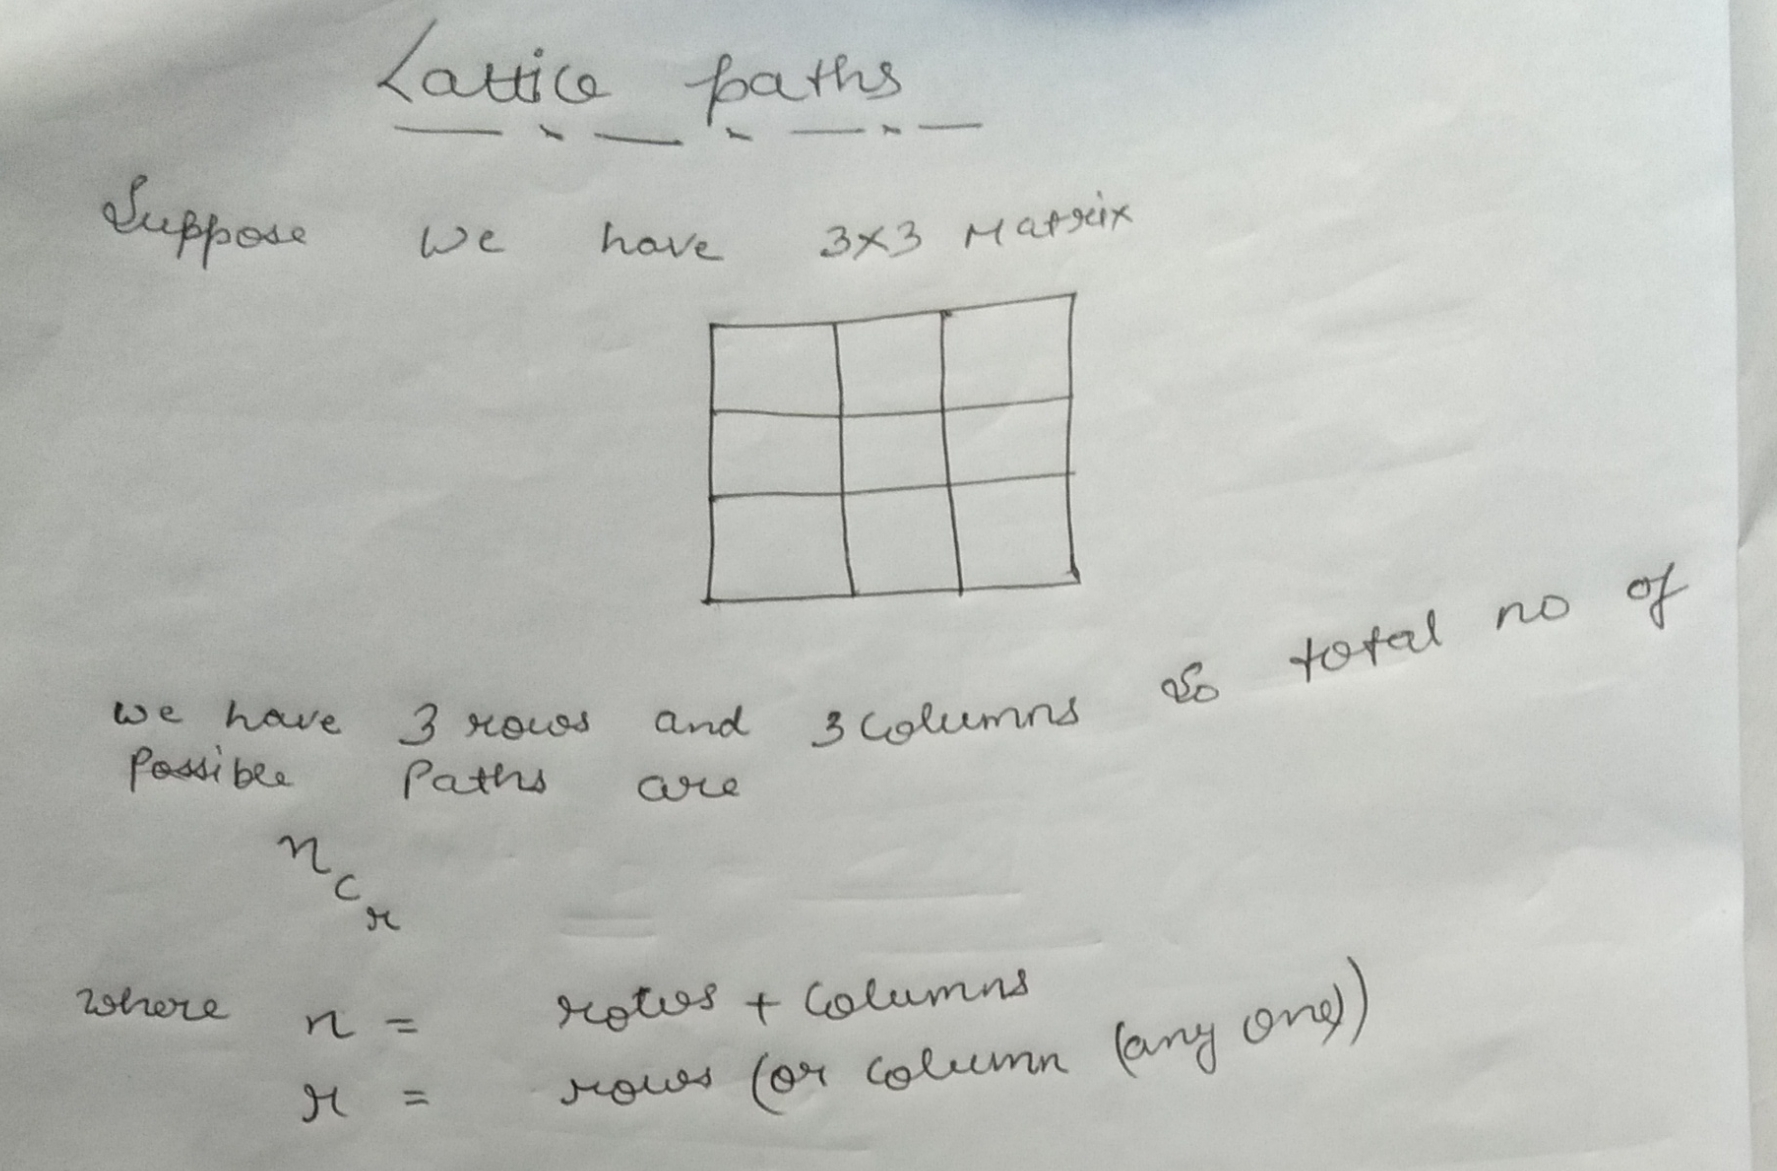 Lattice paths
Suppose we have 3×3 Matrix
we have 3 rows and 3 columns so total no of
Possible Paths are
nCr
where n = rows + columns
r = rows (or column (any one))